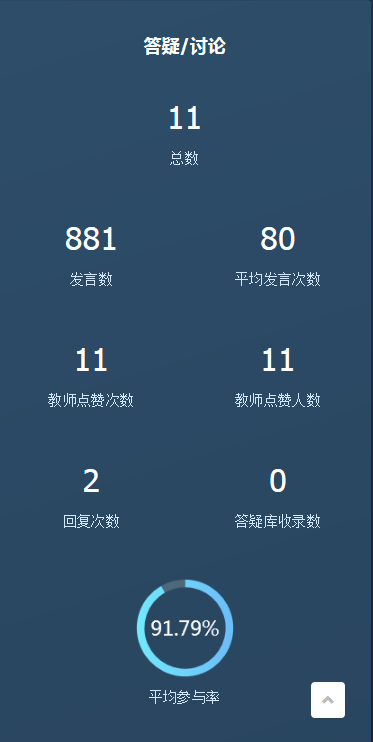 答疑/讨论
11
总数
881 80
发言数 平均发言次数
11 11
教师点赞次数 教师点赞人数
2 0
回复次数 答疑库收录数
91.79%
平均参与率